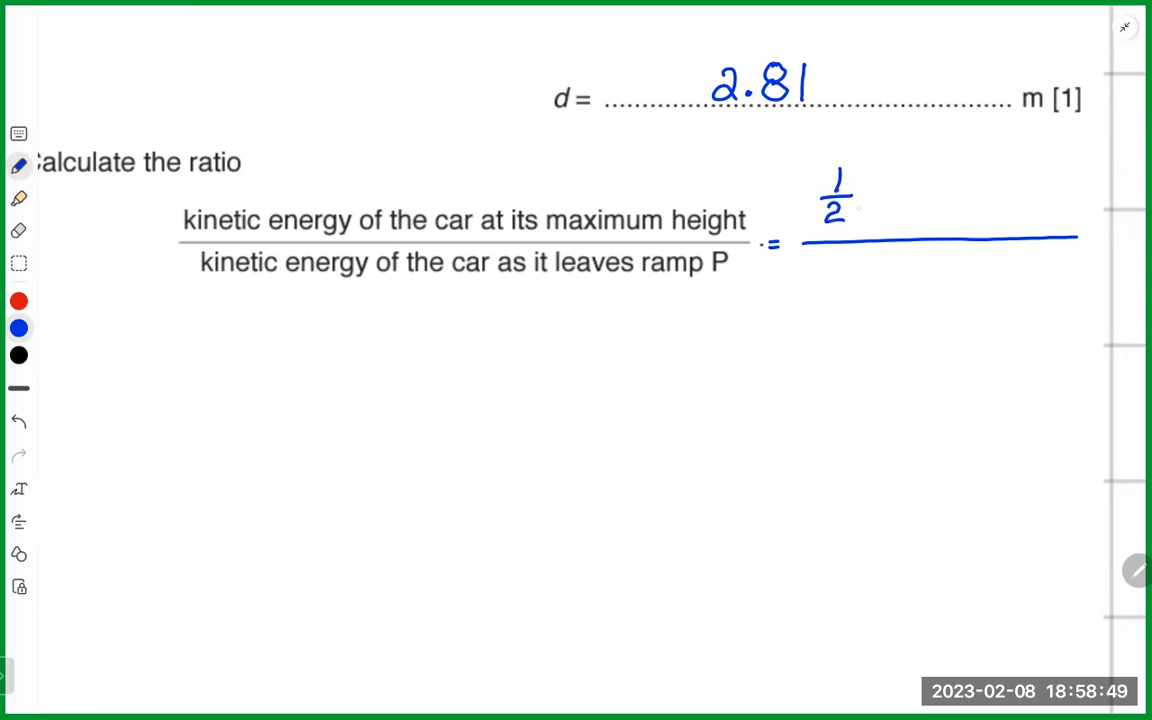 d = 2.81 m [1]
Calculate the ratio
kinetic energy of the car at its maximum height
kinetic energy of the car as it leaves ramp P
= 1
2
2023-02-08 18:58:49